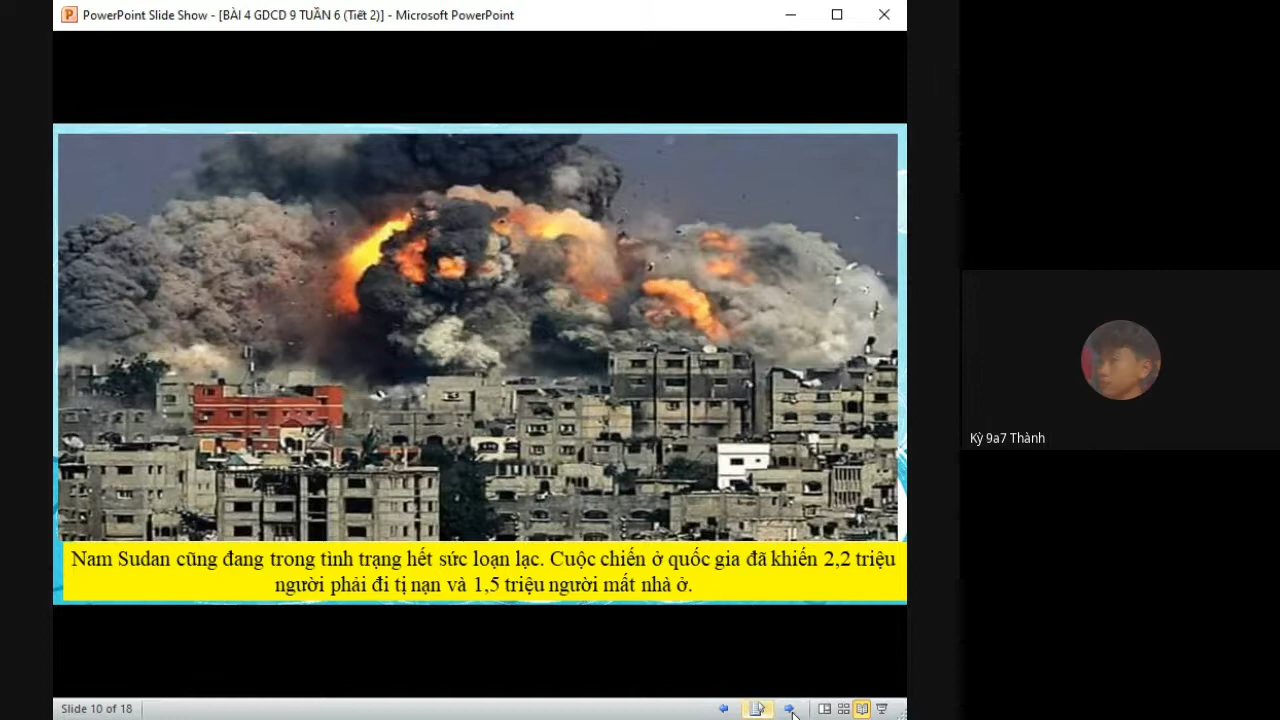 PowerPoint Slide Show - [BÀI 4 GDCD 9 TUẦN 6 (Tiết 2)] - Microsoft PowerPoint
Nam Sudan cũng đang trong tình trạng hết sức loạn lạc. Cuộc chiến ở quốc gia đã khiến 2,2 triệu
người phải đi tị nạn và 1,5 triệu người mất nhà ở.
Kỳ 9a7 Thành
Slide 10 of 18